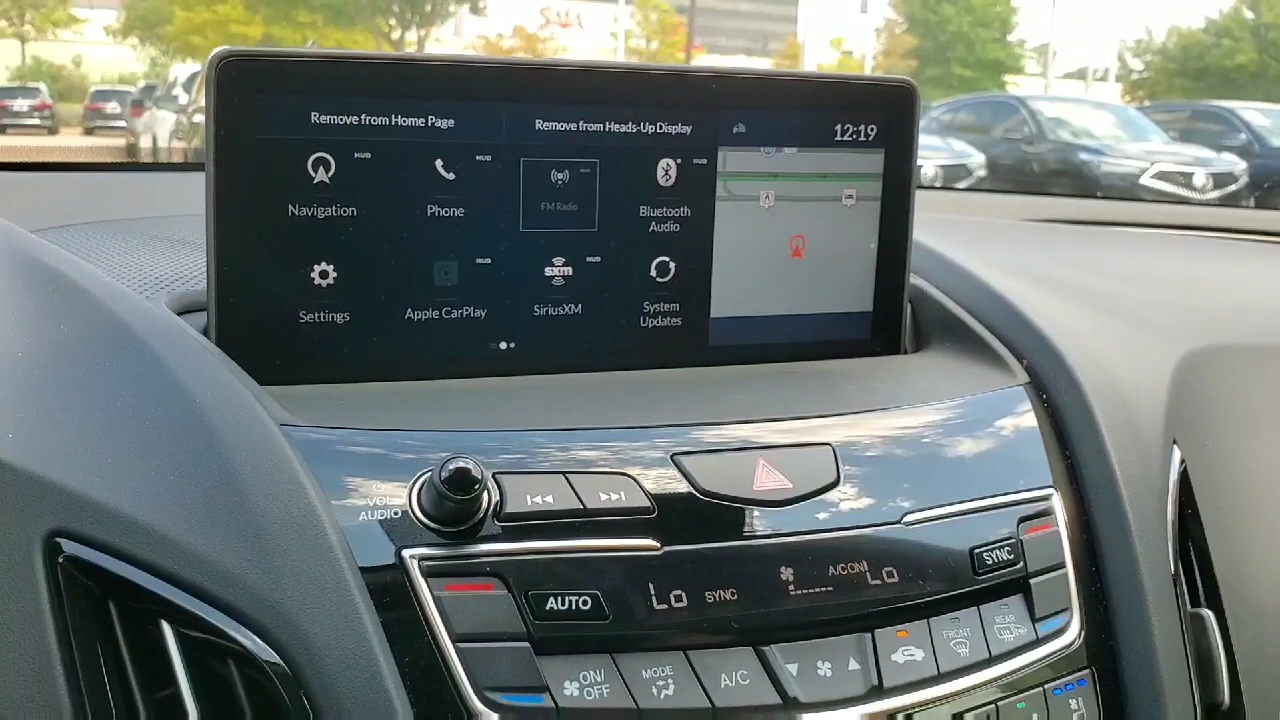 Remove from Home Page
Remove from Heads-Up Display
12:19
HUD
HUD
HUD
HUD
Navigation
Phone
FM Radio
Bluetooth
Audio
HUD
HUD
sxm
Settings
Apple CarPlay
SiriusXM
System
Updates
VOL
AUDIO
AUTO
Lo
SYNC
A/C ON
Lo
SYNC
ON
OFF
MODE
A/C
FRONT
REAR